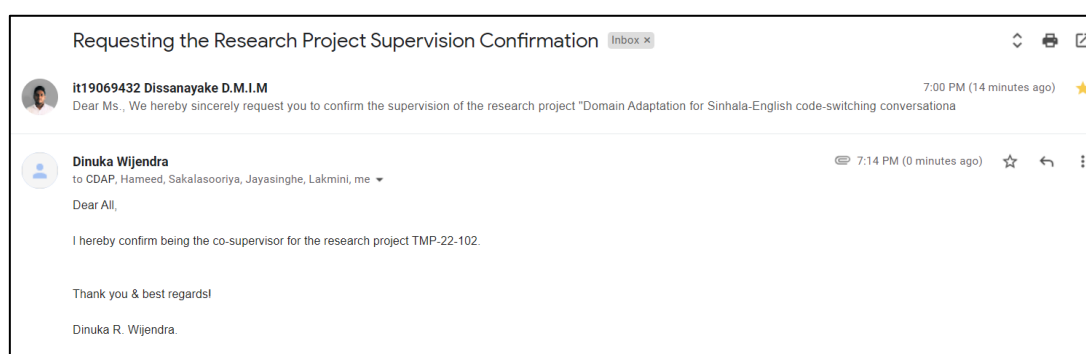 Requesting the Research Project Supervision Confirmation Inbox ×
it19069432 Dissanayake D.M.I.M 7:00 PM (14 minutes ago)
Dear Ms., We hereby sincerely request you to confirm the supervision of the research project "Domain Adaptation for Sinhala-English code-switching conversationa
Dinuka Wijendra 7:14 PM (0 minutes ago)
to CDAP, Hameed, Sakalasooriya, Jayasinghe, Lakmini, me
Dear All,
I hereby confirm being the co-supervisor for the research project TMP-22-102.
Thank you & best regards!
Dinuka R. Wijendra.